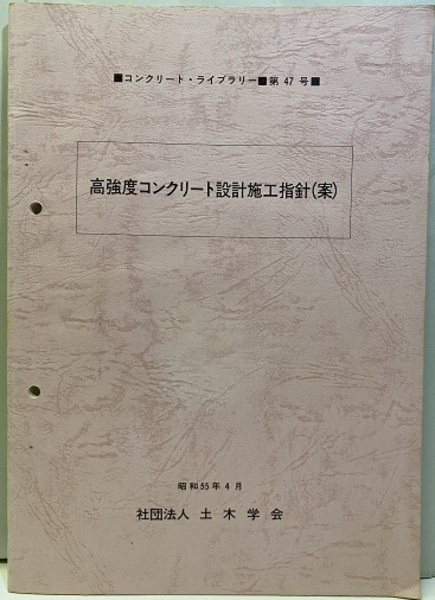 ■コンクリート・ライブラリー■第 47 号■
高強度コンクリート設計施工指針(案)
昭和55年4月
社団法人 土木学会